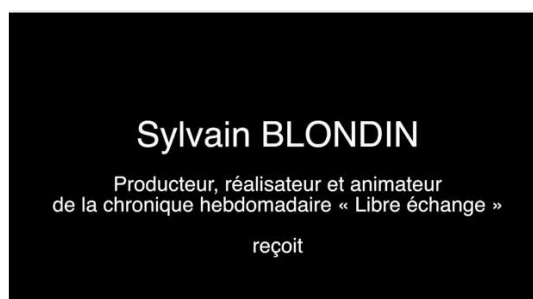 Sylvain BLONDIN
Producteur, réalisateur et animateur
de la chronique hebdomadaire « Libre échange »
reçoit